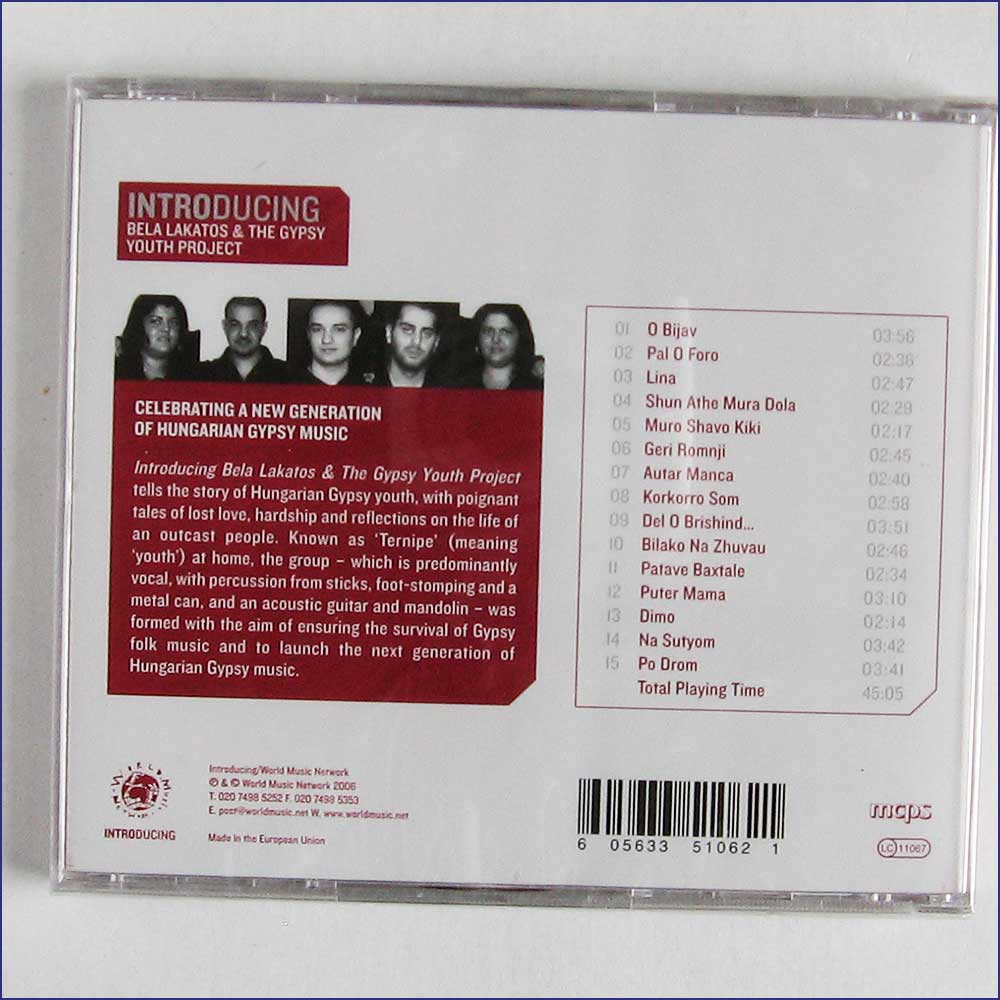 INTRODUCING
BELA LAKATOS & THE GYPSY
YOUTH PROJECT
CELEBRATING A NEW GENERATION
OF HUNGARIAN GYPSY MUSIC
Introducing Bela Lakatos & The Gypsy Youth Project
tells the story of Hungarian Gypsy youth, with poignant
tales of lost love, hardship and reflections on the life of
an outcast people. Known as ‘Ternipe’ (meaning
‘youth’) at home, the group – which is predominantly
vocal, with percussion from sticks, foot-stomping and a
metal can, and an acoustic guitar and mandolin – was
formed with the aim of ensuring the survival of Gypsy
folk music and to launch the next generation of
Hungarian Gypsy music.
01 O Bijav 03:56
02 Pal O Foro 02:36
03 Lina 02:47
04 Shun Athe Mura Dola 02:29
05 Muro Shavo Kiki 02:17
06 Geri Romnji 02:45
07 Autar Manca 02:40
08 Korkorro Som 02:58
09 Del O Brishind... 03:51
10 Bilako Na Zhuvau 02:46
11 Patave Baxtale 02:34
12 Puter Mama 03:10
13 Dimo 02:14
14 Na Sutyom 03:42
15 Po Drom 03:41
Total Playing Time 45:05
WORLD MUSIC NETWORK
INTRODUCING
Introducing/World Music Network
℗ & © World Music Network 2006
T. 020 7498 5252 F. 020 7498 5353
E. post@worldmusic.net W. www.worldmusic.net
Made in the European Union
6 05633 51062 1
mcps
LC 11067